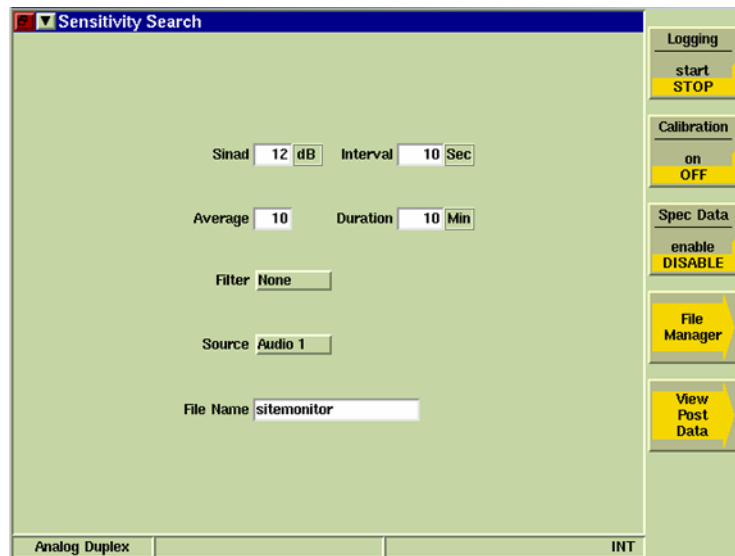 Sensitivity Search
Sinad 12 dB Interval 10 Sec
Average 10 Duration 10 Min
Filter None
Source Audio 1
File Name sitemonitor
Logging
start
STOP
Calibration
on
OFF
Spec Data
enable
DISABLE
File
Manager
View
Post
Data
Analog Duplex INT